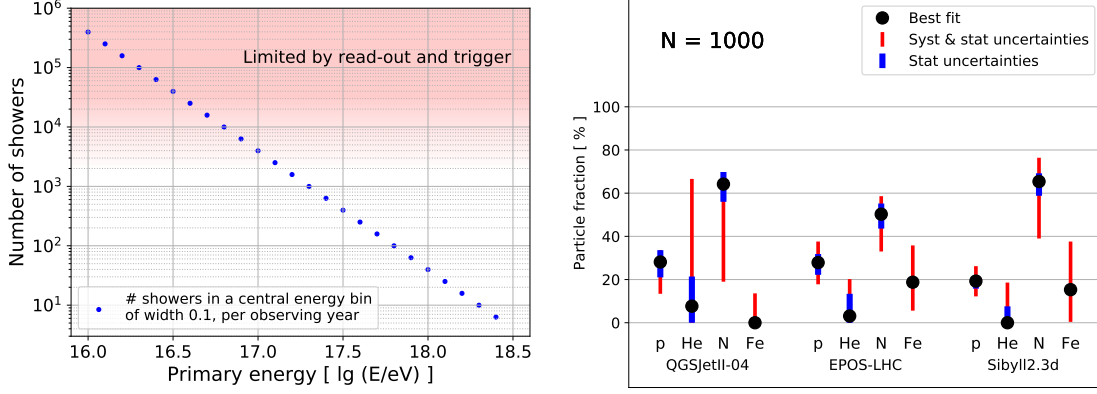 Number of showers
10^6
10^5
10^4
10^3
10^2
10^1
Limited by read-out and trigger
# showers in a central energy bin
of width 0.1, per observing year
16.0 16.5 17.0 17.5 18.0 18.5
Primary energy [ lg (E/eV) ]
N = 1000
Best fit
Syst & stat uncertainties
Stat uncertainties
Particle fraction [ % ]
100
80
60
40
20
0
p He N Fe p He N Fe p He N Fe
QGSJetII-04 EPOS-LHC Sibyll2.3d